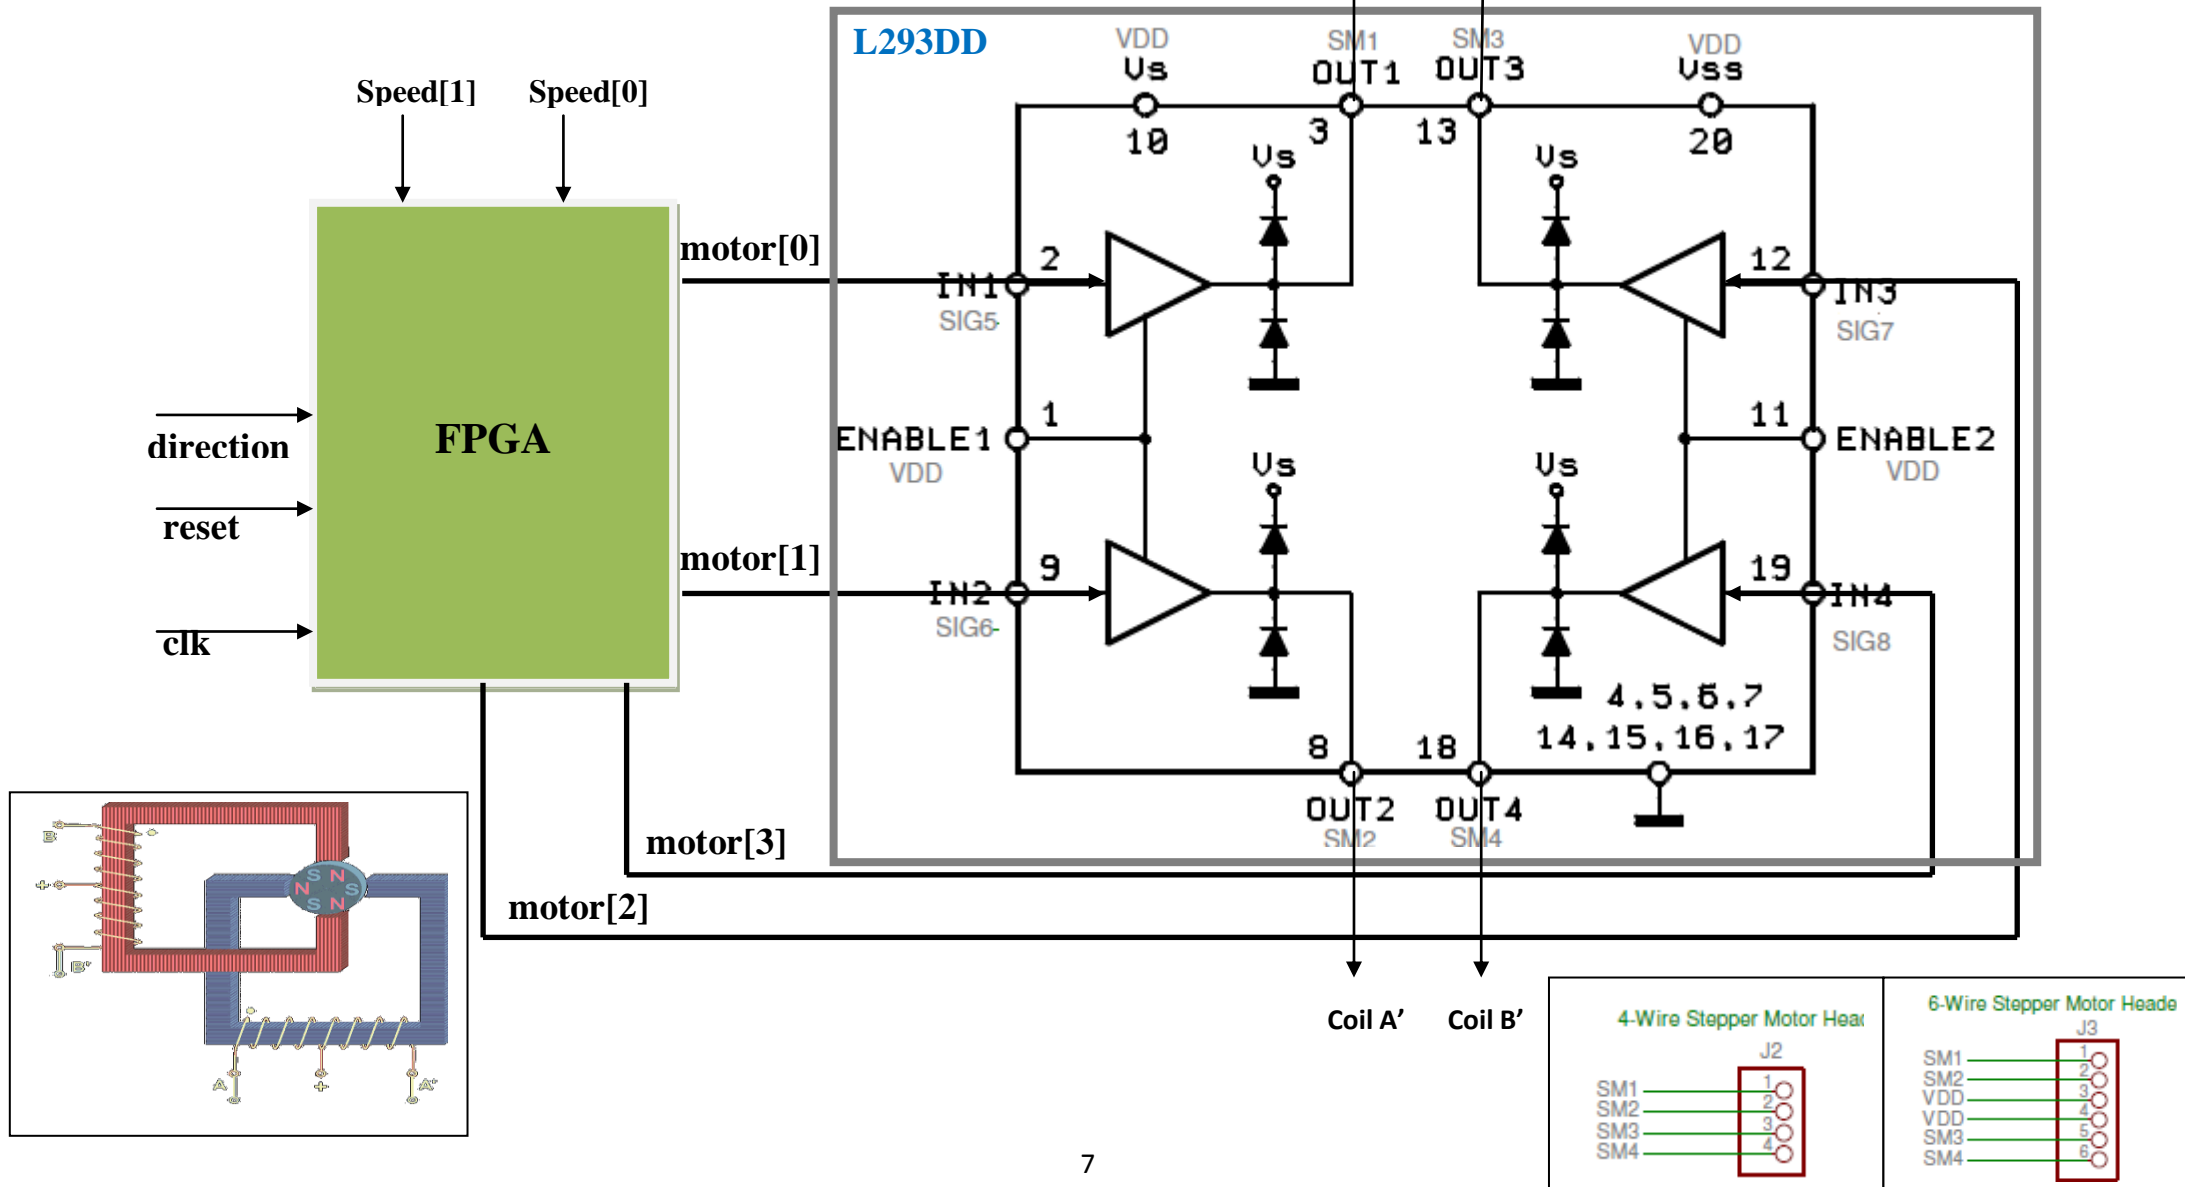 L293DD
VDD
Vs
10
SM1
OUT1
3
SM3
OUT3
13
VDD
Vss
20
Speed[1]
Speed[0]
FPGA
direction
reset
clk
motor[0]
motor[1]
motor[3]
motor[2]
IN1
SIG5
2
Vs
Vs
12
IN3
SIG7
1
ENABLE1
VDD
11
ENABLE2
VDD
9
IN2
SIG6
Vs
Vs
19
IN4
SIG8
4,5,6,7
14,15,16,17
8
18
OUT2
SM2
OUT4
SM4
Coil A’
Coil B’
B
+
B'
A
+
A'
S
N
N
S
S
N
4-Wire Stepper Motor Head
J2
SM1
1
SM2
2
SM3
3
SM4
4
6-Wire Stepper Motor Heade
J3
SM1
1
SM2
2
VDD
3
VDD
4
SM3
5
SM4
6
7